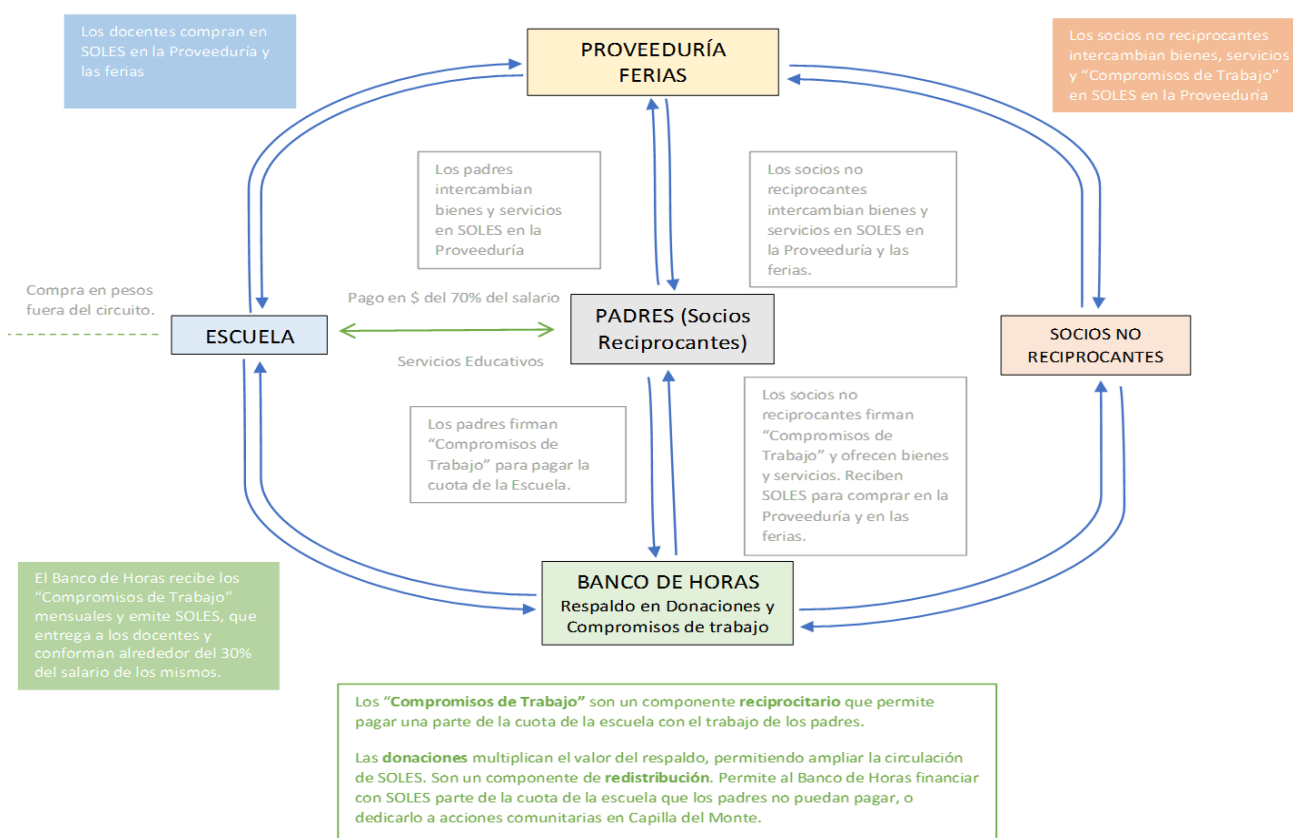 Los docentes compran en
SOLES en la Proveeduría y
las ferias
PROVEEDURÍA
FERIAS
Los socios no reciprocantes
intercambian bienes, servicios
y “Compromisos de Trabajo”
en SOLES en la Proveeduría
Los padres
intercambian
bienes y servicios
en SOLES en la
Proveeduría
Los socios no
reciprocantes
intercambian bienes y
servicios en SOLES en
la Proveeduría y las
ferias.
Compra en pesos
fuera del circuito.
Pago en $ del 70% del salario
ESCUELA
PADRES (Socios
Reciprocantes)
SOCIOS NO
RECIPROCANTES
Servicios Educativos
Los padres firman
“Compromisos de
Trabajo” para pagar la
cuota de la Escuela.
Los socios no
reciprocantes firman
“Compromisos de
Trabajo” y ofrecen bienes
y servicios. Reciben
SOLES para comprar en la
Proveeduría y en las
ferias.
El Banco de Horas recibe los
“Compromisos de Trabajo”
mensuales y emite SOLES, que
entrega a los docentes y
conforman alrededor del 30%
del salario de los mismos.
BANCO DE HORAS
Respaldo en Donaciones y
Compromisos de trabajo
Los “Compromisos de Trabajo” son un componente reciprocitario que permite
pagar una parte de la cuota de la escuela con el trabajo de los padres.
Las donaciones multiplican el valor del respaldo, permitiendo ampliar la circulación
de SOLES. Son un componente de redistribución. Permite al Banco de Horas financiar
con SOLES parte de la cuota de la escuela que los padres no puedan pagar, o
dedicarlo a acciones comunitarias en Capilla del Monte.